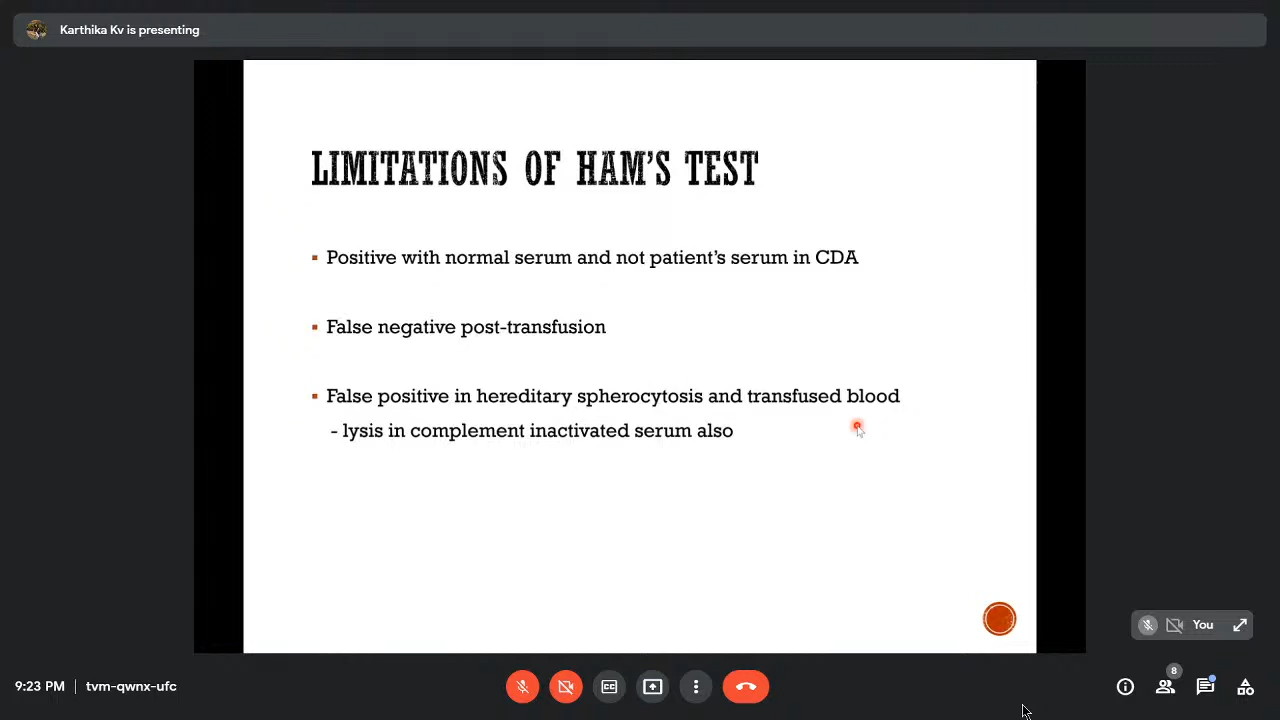 Karthika Kv is presenting
LIMITATIONS OF HAM'S TEST
▪ Positive with normal serum and not patient's serum in CDA
▪ False negative post-transfusion
▪ False positive in hereditary spherocytosis and transfused blood
- lysis in complement inactivated serum also
You
9:23 PM | tvm-qwnx-ufc
CC
8